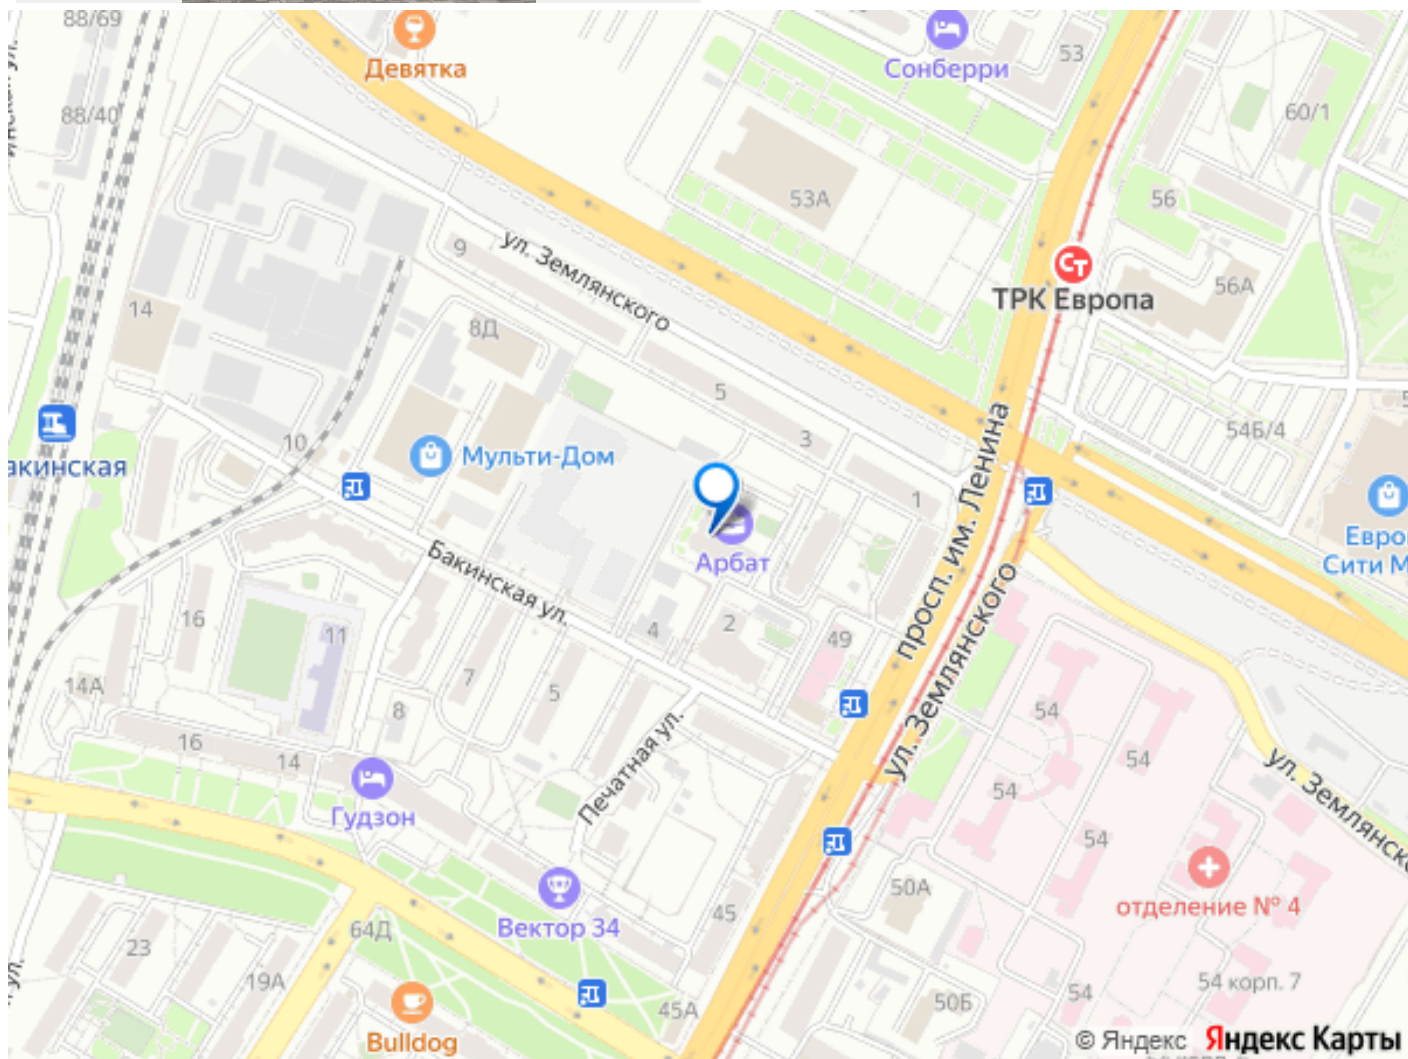 88/69
Девятка
Сонберри
53
88/40
60/1
53А
56
9
ул. Землянского
ТРК Европа
56А
14
8Д
5
3
54Б/4
10
Мульти-Дом
акинская
1
просп. им. Ленина
Евро
Сити М
Арбат
Бакинская ул.
16
11
4
2
49
ул. Землянского
14А
7
5
8
54
16
14
Печатная ул.
54
54
ул. Землянско
Гудзон
54
50А
отделение № 4
Вектор 34
45
64Д
23
19А
45А
50Б
54
54 корп. 7
Bulldog
© Яндекс Яндекс Карты